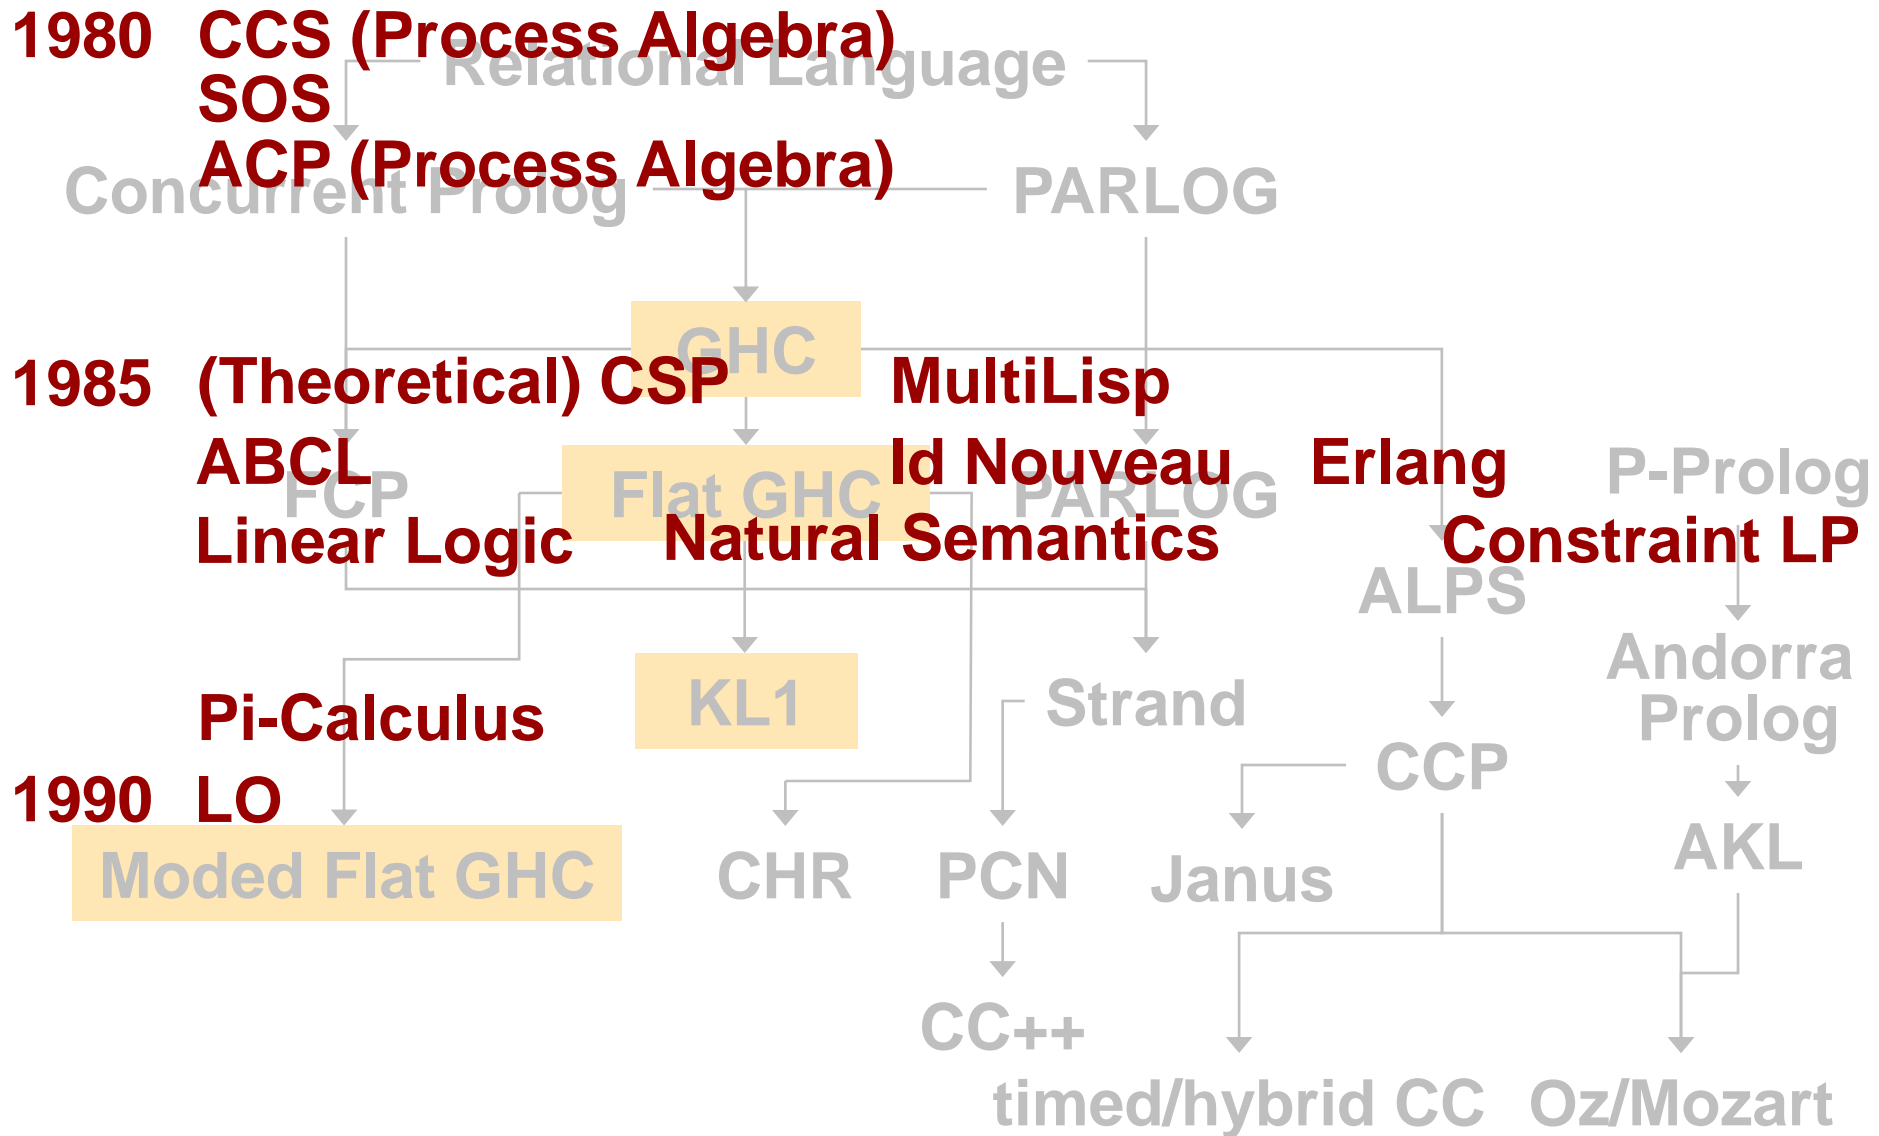 1980 CCS (Process Algebra)
Relational Language
SOS
ACP (Process Algebra)
Concurrent Prolog PARLOG
GHC
1985 (Theoretical) CSP MultiLisp
ABCL Id Nouveau Erlang P-Prolog
FCP Flat GHC PARLOG
Linear Logic Natural Semantics Constraint LP
ALPS
Andorra
Prolog
Pi-Calculus KL1 Strand
CCP
1990 LO
Moded Flat GHC CHR PCN Janus AKL
CC++
timed/hybrid CC Oz/Mozart